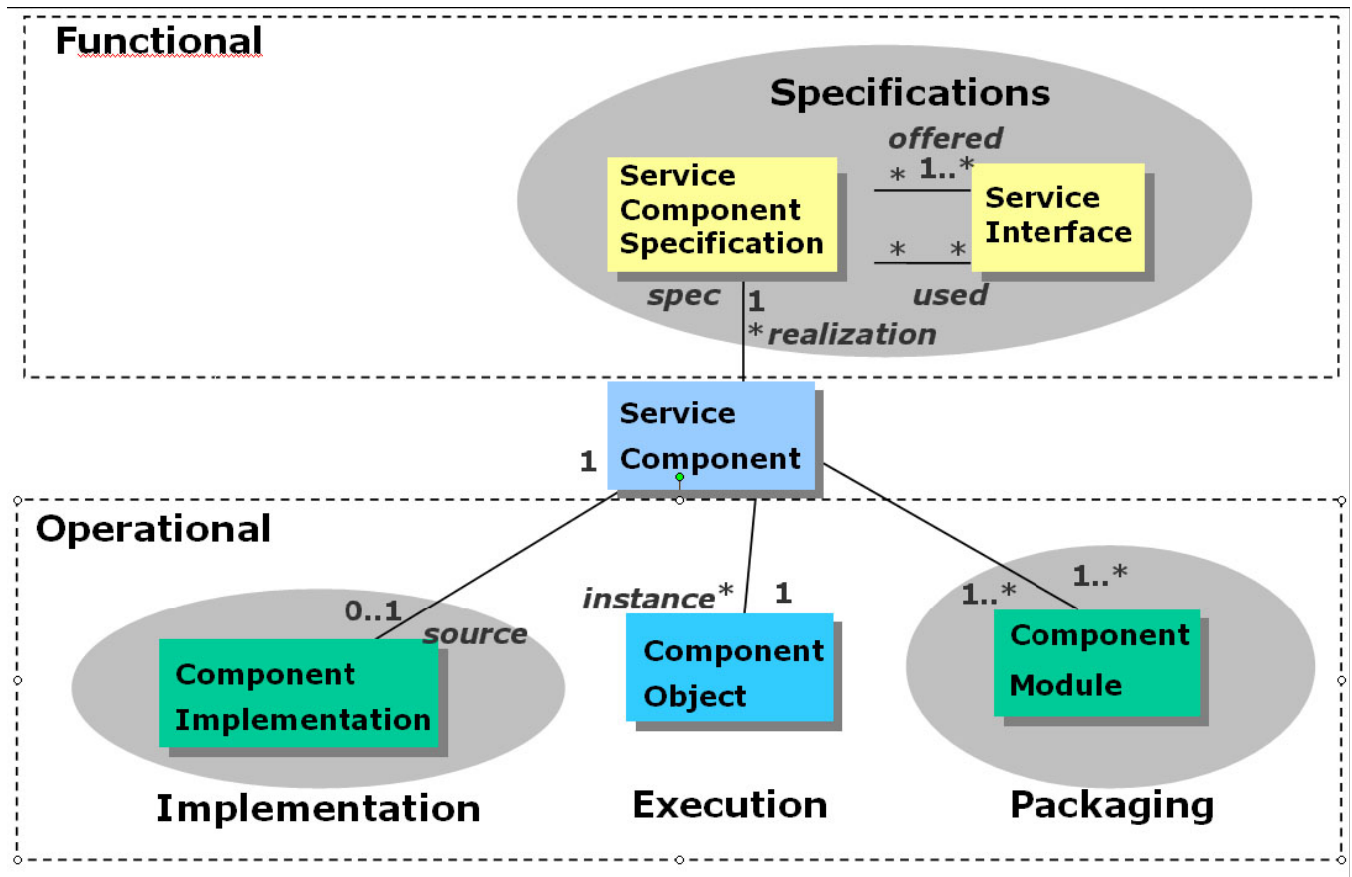 Functional
Specifications
offered
* 1..*
Service
Component
Specification
Service
Interface
* *
spec
1
used
* realization
Service
Component
1
Operational
0..1
source
instance*
1
1..*
1..*
Component
Implementation
Component
Object
Component
Module
Implementation
Execution
Packaging